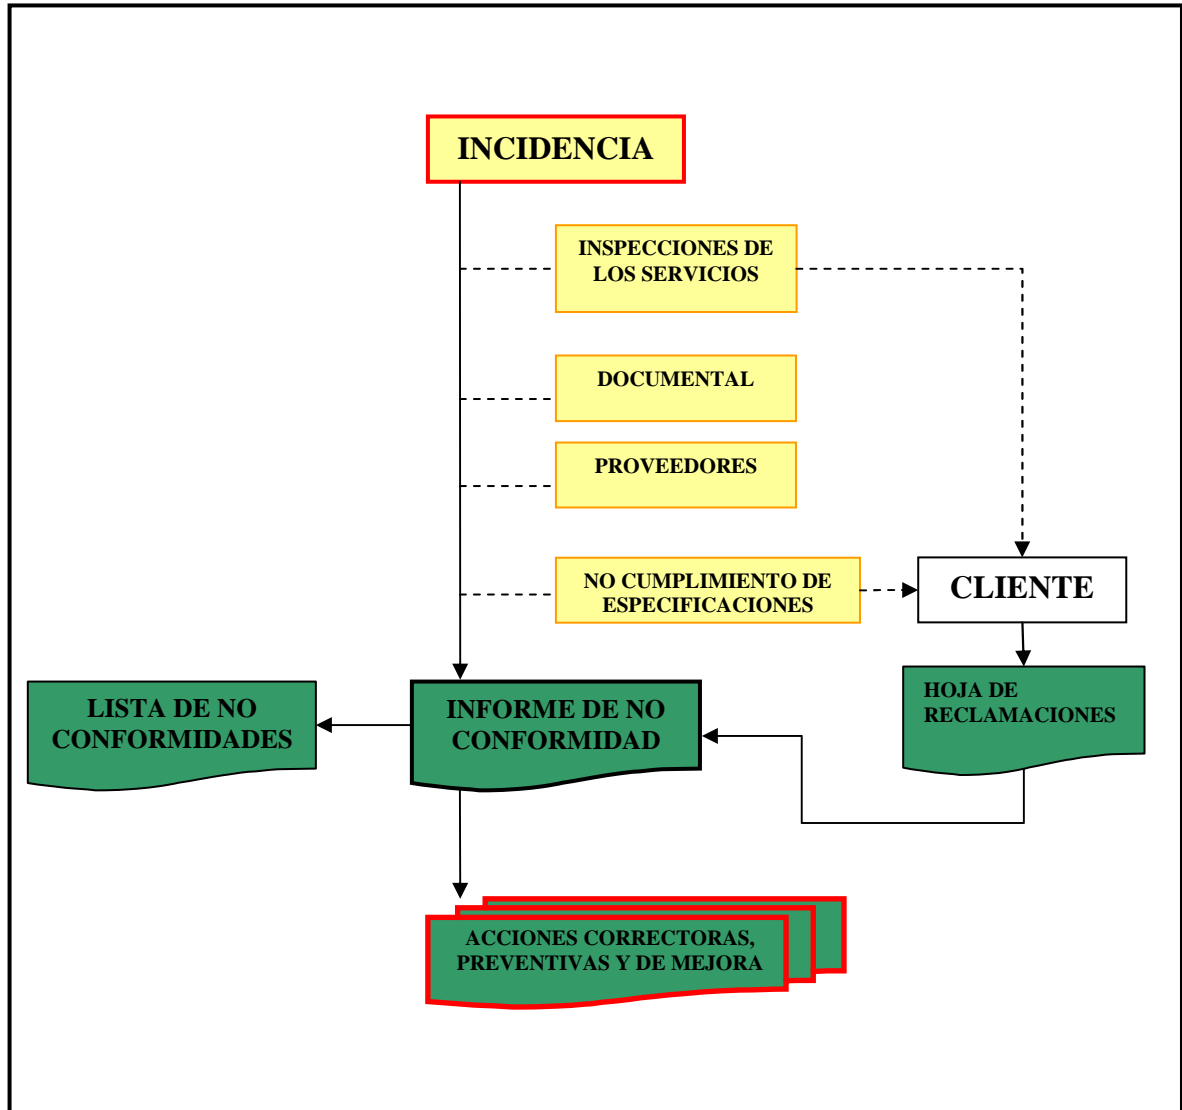 INCIDENCIA
INSPECCIONES DE
LOS SERVICIOS
DOCUMENTAL
PROVEEDORES
NO CUMPLIMIENTO DE
ESPECIFICACIONES
CLIENTE
HOJA DE
RECLAMACIONES
LISTA DE NO
CONFORMIDADES
INFORME DE NO
CONFORMIDAD
ACCIONES CORRECTORAS,
PREVENTIVAS Y DE MEJORA